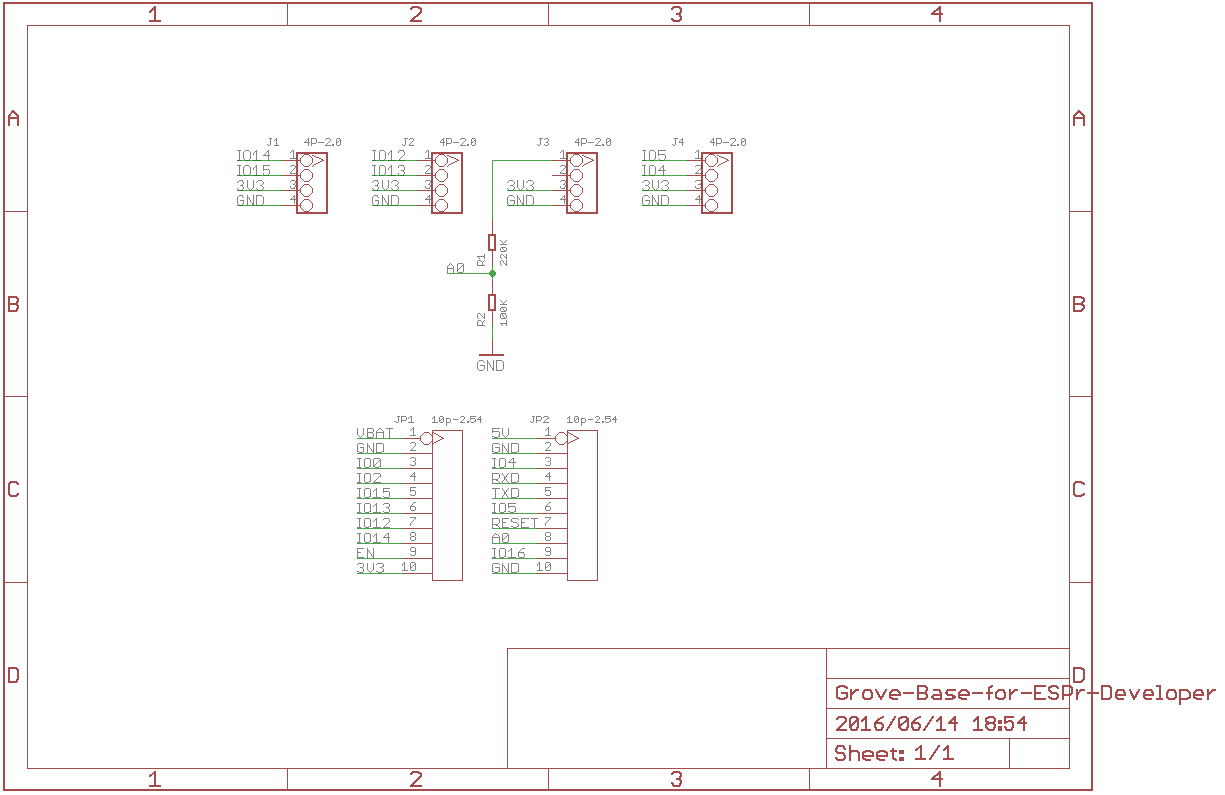 1 2 3 4
A A
J1 4P-2.0 J2 4P-2.0 J3 4P-2.0 J4 4P-2.0
IO14 1 IO12 1 1 IO5 1
IO15 2 IO13 2 2 IO4 2
3V3 3 3V3 3 3V3 3 3V3 3
GND 4 GND 4 GND 4 GND 4
R1 220K
A0
B B
R2 100K
GND
JP1 10p-2.54 JP2 10p-2.54
VBAT 1 5V 1
GND 2 GND 2
IO0 3 IO4 3
IO2 4 RXD 4
C C
IO15 5 TXD 5
IO13 6 IO5 6
IO12 7 RESET 7
IO14 8 A0 8
EN 9 IO16 9
3V3 10 GND 10
D D
Grove-Base-for-ESPr-Developer
2016/06/14 18:54
Sheet: 1/1
1 2 3 4